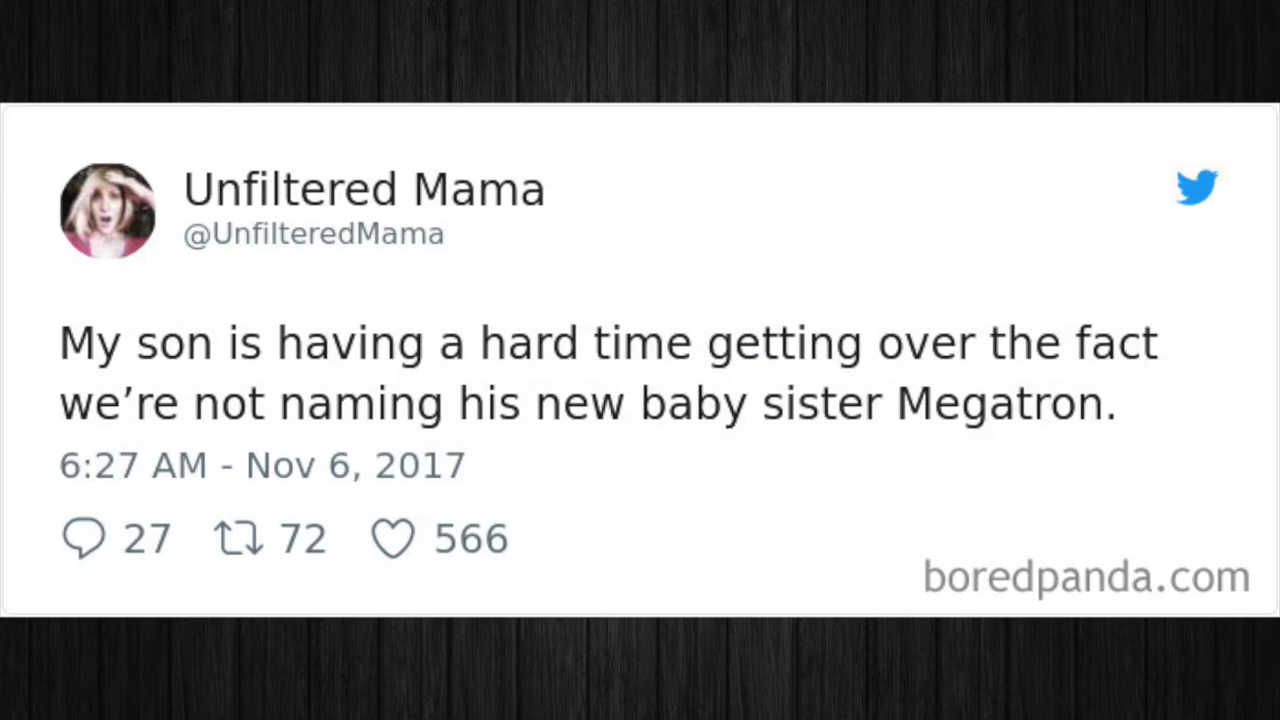 Unfiltered Mama
@UnfilteredMama
My son is having a hard time getting over the fact
we’re not naming his new baby sister Megatron.
6:27 AM - Nov 6, 2017
27 72 566
boredpanda.com